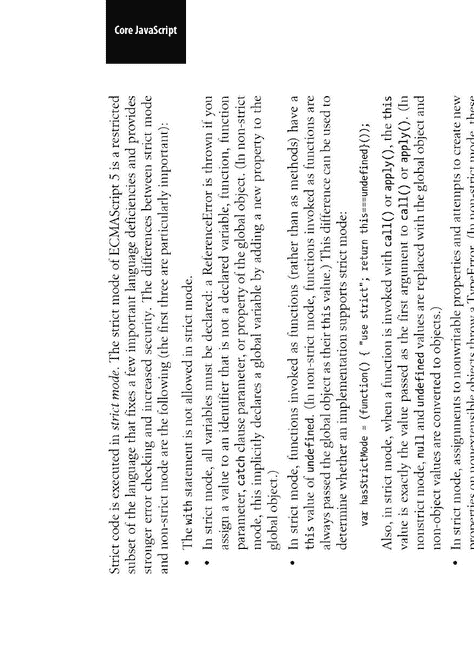 Core JavaScript
Strict code is executed in strict mode. The strict mode of ECMAScript 5 is a restricted
subset of the language that fixes a few important language deficiencies and provides
stronger error checking and increased security. The differences between strict mode
and non-strict mode are the following (the first three are particularly important):
• The with statement is not allowed in strict mode.
• In strict mode, all variables must be declared: a ReferenceError is thrown if you
assign a value to an identifier that is not a declared variable, function, function
parameter, catch clause parameter, or property of the global object. (In non-strict
mode, this implicitly declares a global variable by adding a new property to the
global object.)
• In strict mode, functions invoked as functions (rather than as methods) have a
this value of undefined. (In non-strict mode, functions invoked as functions are
always passed the global object as their this value.) This difference can be used to
determine whether an implementation supports strict mode:
var hasStrictMode = (function() { "use strict"; return this===undefined}());
Also, in strict mode, when a function is invoked with call() or apply(), the this
value is exactly the value passed as the first argument to call() or apply(). (In
nonstrict mode, null and undefined values are replaced with the global object and
non-object values are converted to objects.)
• In strict mode, assignments to nonwritable properties and attempts to create new
properties on nonextensible objects throw a TypeError. (In non-strict mode, these